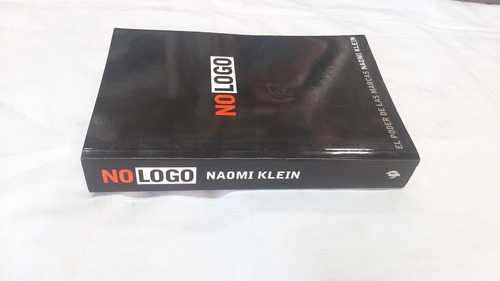 NO LOGO
EL PODER DE LAS MARCAS NAOMI KLEIN
NO LOGO NAOMI KLEIN